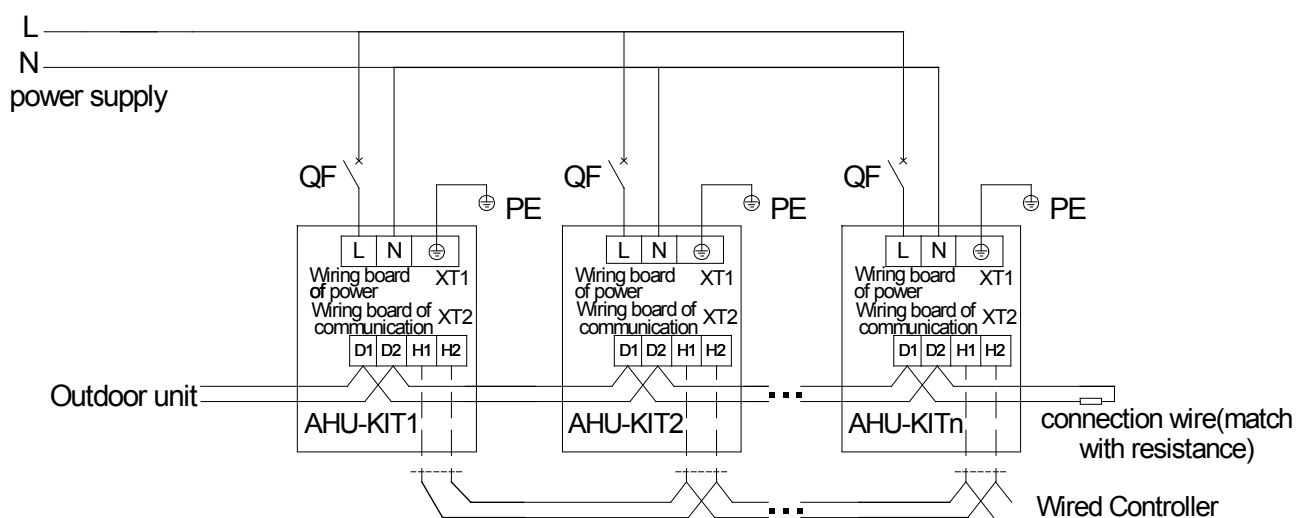 L
N
power supply
QF
PE
QF
PE
QF
PE
L N
L N
L N
Wiring board
of power
XT1
Wiring board of
communication
XT2
D1 D2 H1 H2
Wiring board
of power
XT1
Wiring board of
communication
XT2
D1 D2 H1 H2
Wiring board
of power
XT1
Wiring board of
communication
XT2
D1 D2 H1 H2
Outdoor unit
AHU-KIT1
AHU-KIT2
AHU-KITn
connection wire(match
with resistance)
Wired Controller